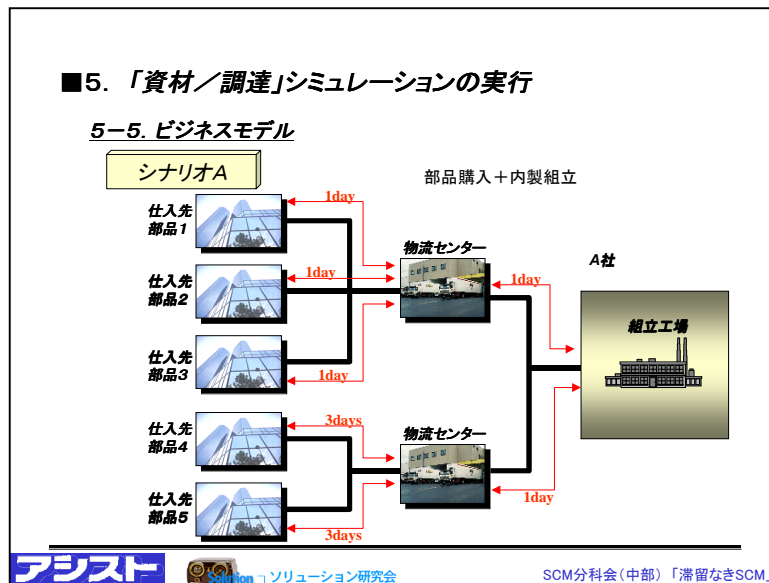 ■5. 「資材／調達」シミュレーションの実行
5－5. ビジネスモデル
シナリオA
部品購入＋内製組立
仕入先
部品1
1day
仕入先
部品2
1day
仕入先
部品3
1day
物流センター
1day
A社
組立工場
仕入先
部品4
3days
仕入先
部品5
3days
物流センター
1day
アシスト
Solution ソリューション研究会
SCM分科会（中部）「滞留なきSCM」